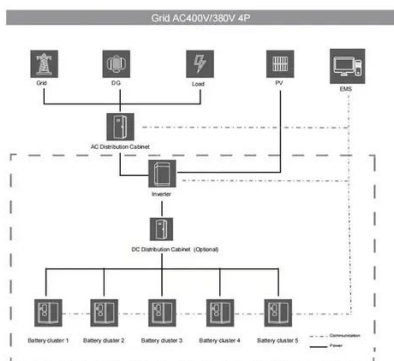 Grid AC400V/380V 4P
Grid
DG
Load
PV
EMS
AC Distribution Cabinet
Inverter
DC Distribution Cabinet (Optional)
Battery cluster 1
Battery cluster 2
Battery cluster 3
Battery cluster 4
Battery cluster 5
Communication
Power